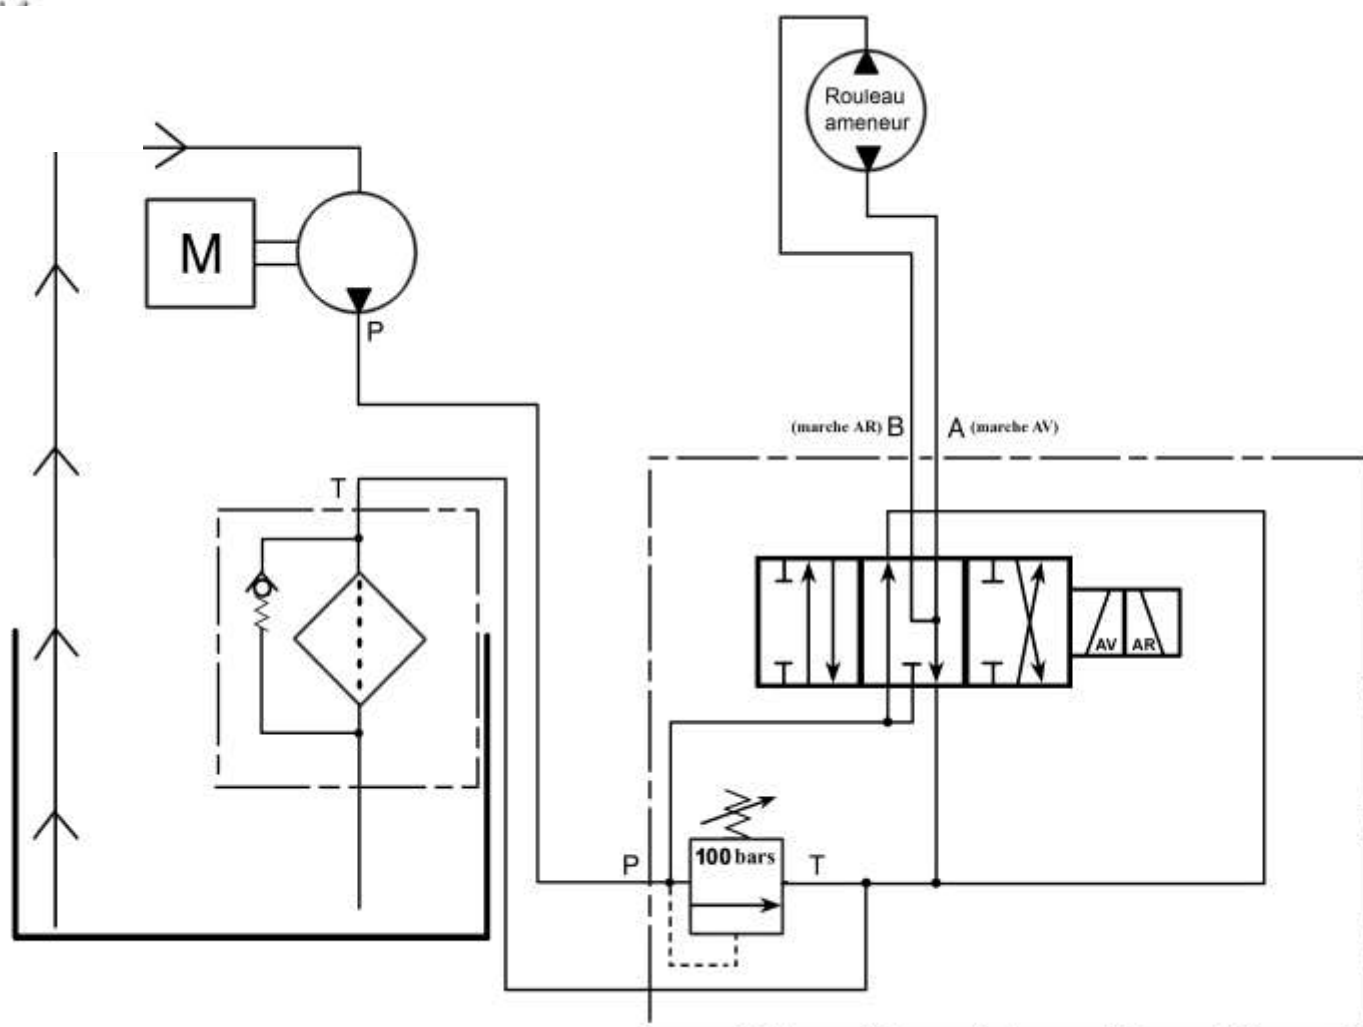 Rouleau
ameneur
M
P
(marche AR) B A (marche AV)
T
AV AR
100 bars
P T